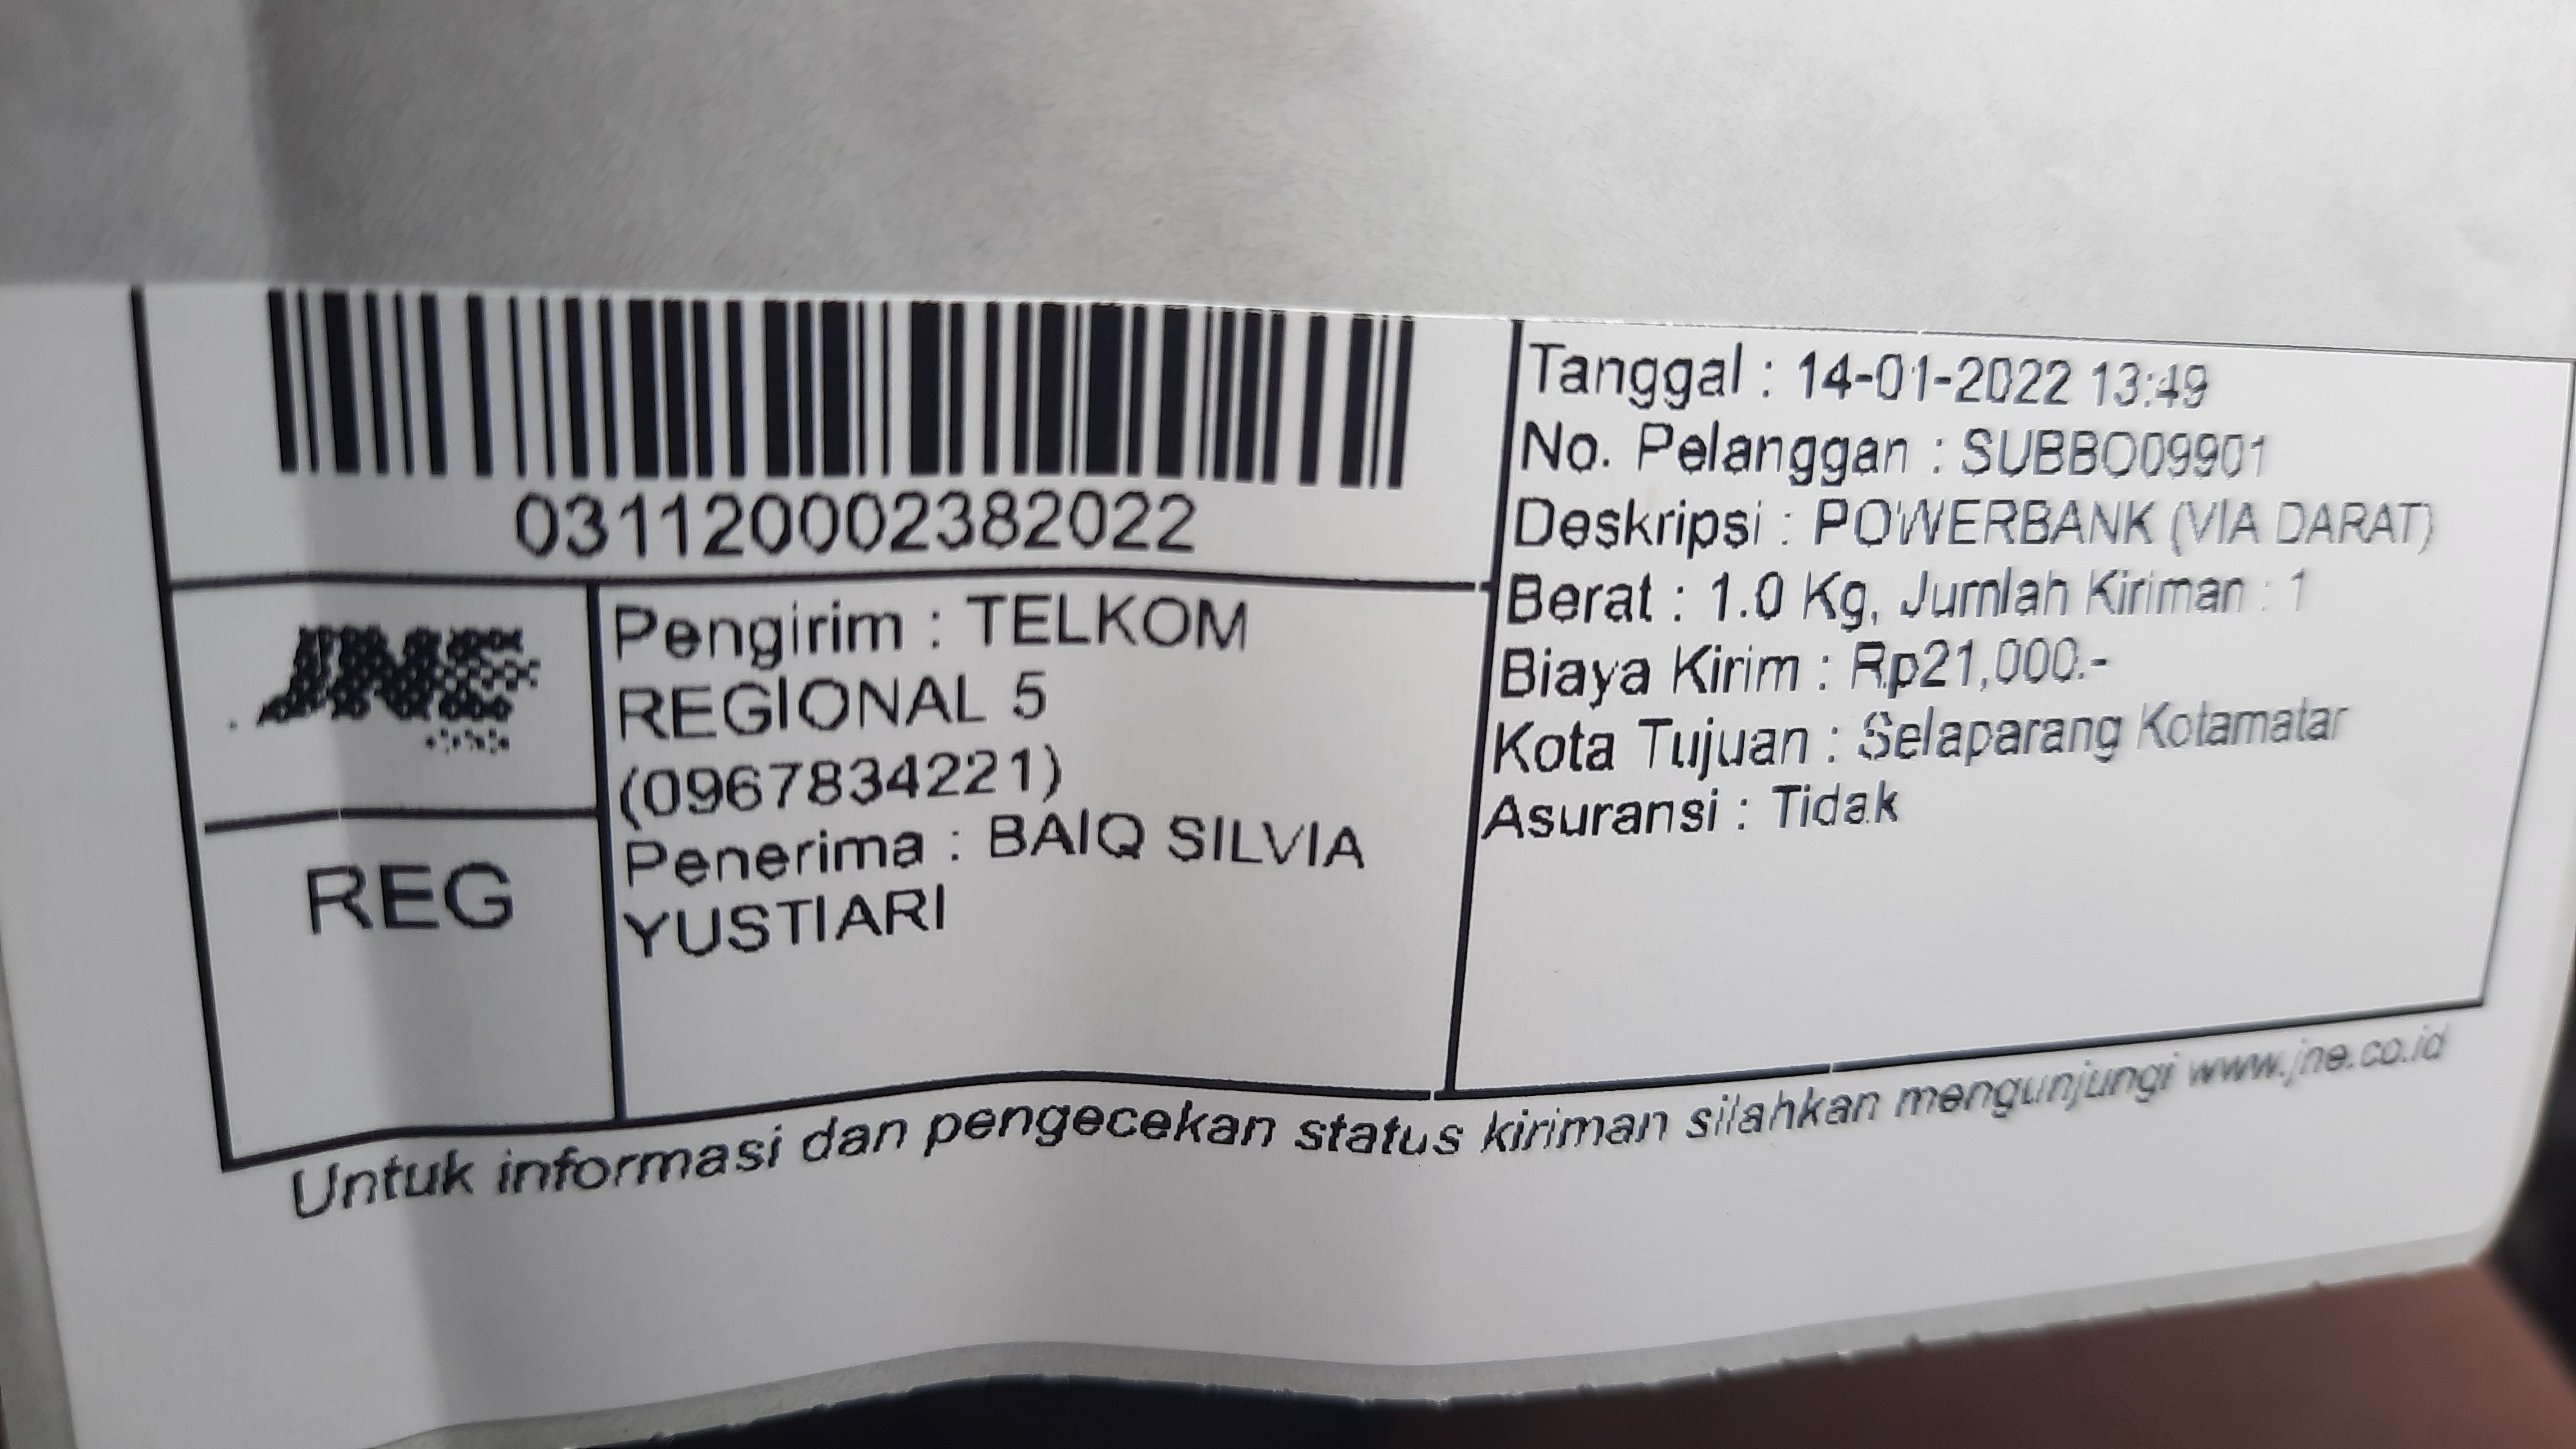 031120002382022
JNE
REG
Pengirim : TELKOM
REGIONAL 5
(0967834221)
Penerima : BAIQ SILVIA
YUSTIARI
Tanggal : 14-01-2022 13:49
No. Pelanggan : SUBBO09901
Deskripsi : POWERBANK (VIA DARAT)
Berat : 1.0 Kg, Jumlah Kiriman : 1
Biaya Kirim : Rp21,000.-
Kota Tujuan : Selaparang Kotamatar
Asuransi : Tidak
Untuk informasi dan pengecekan status kiriman silahkan mengunjungi www.jne.co.id